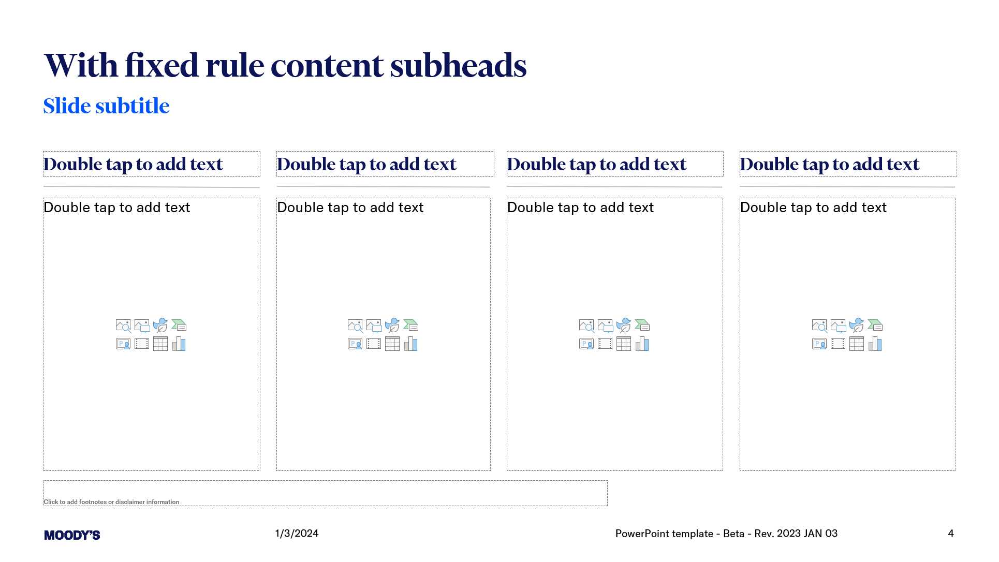 With fixed rule content subheads
Slide subtitle
Double tap to add text
Double tap to add text
Double tap to add text
Double tap to add text
Double tap to add text
Double tap to add text
Double tap to add text
Double tap to add text
Click to add footnotes or disclaimer information
MOODY'S
1/3/2024
PowerPoint template - Beta - Rev. 2023 JAN 03
4